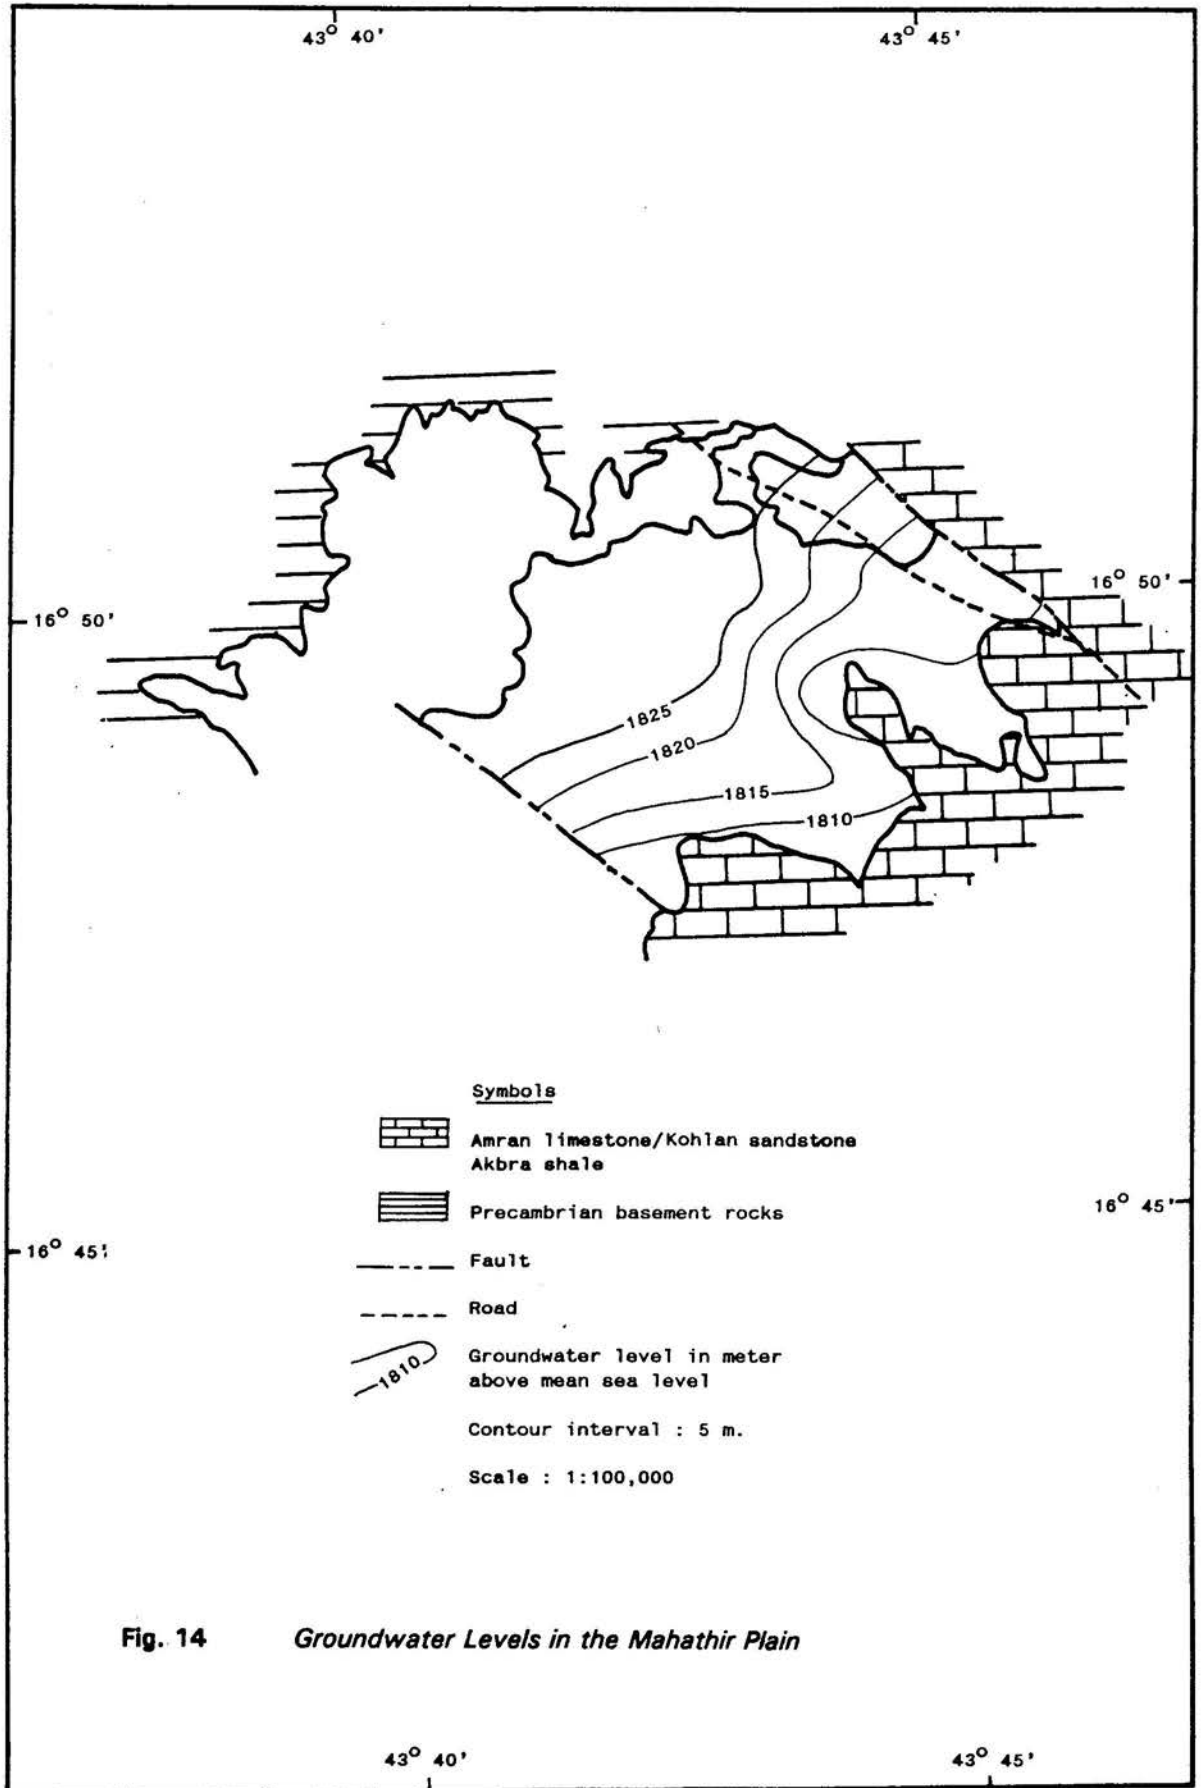 43° 40'
43° 45'
16° 50'
16° 50'
1825
1820
1815
1810
Symbols
Amran limestone/Kohlan sandstone
Akbra shale
Precambrian basement rocks
16° 45'
16° 45'
Fault
Road
1810
Groundwater level in meter
above mean sea level
Contour interval : 5 m.
Scale : 1:100,000
Fig. 14 Groundwater Levels in the Mahathir Plain
43° 40'
43° 45'